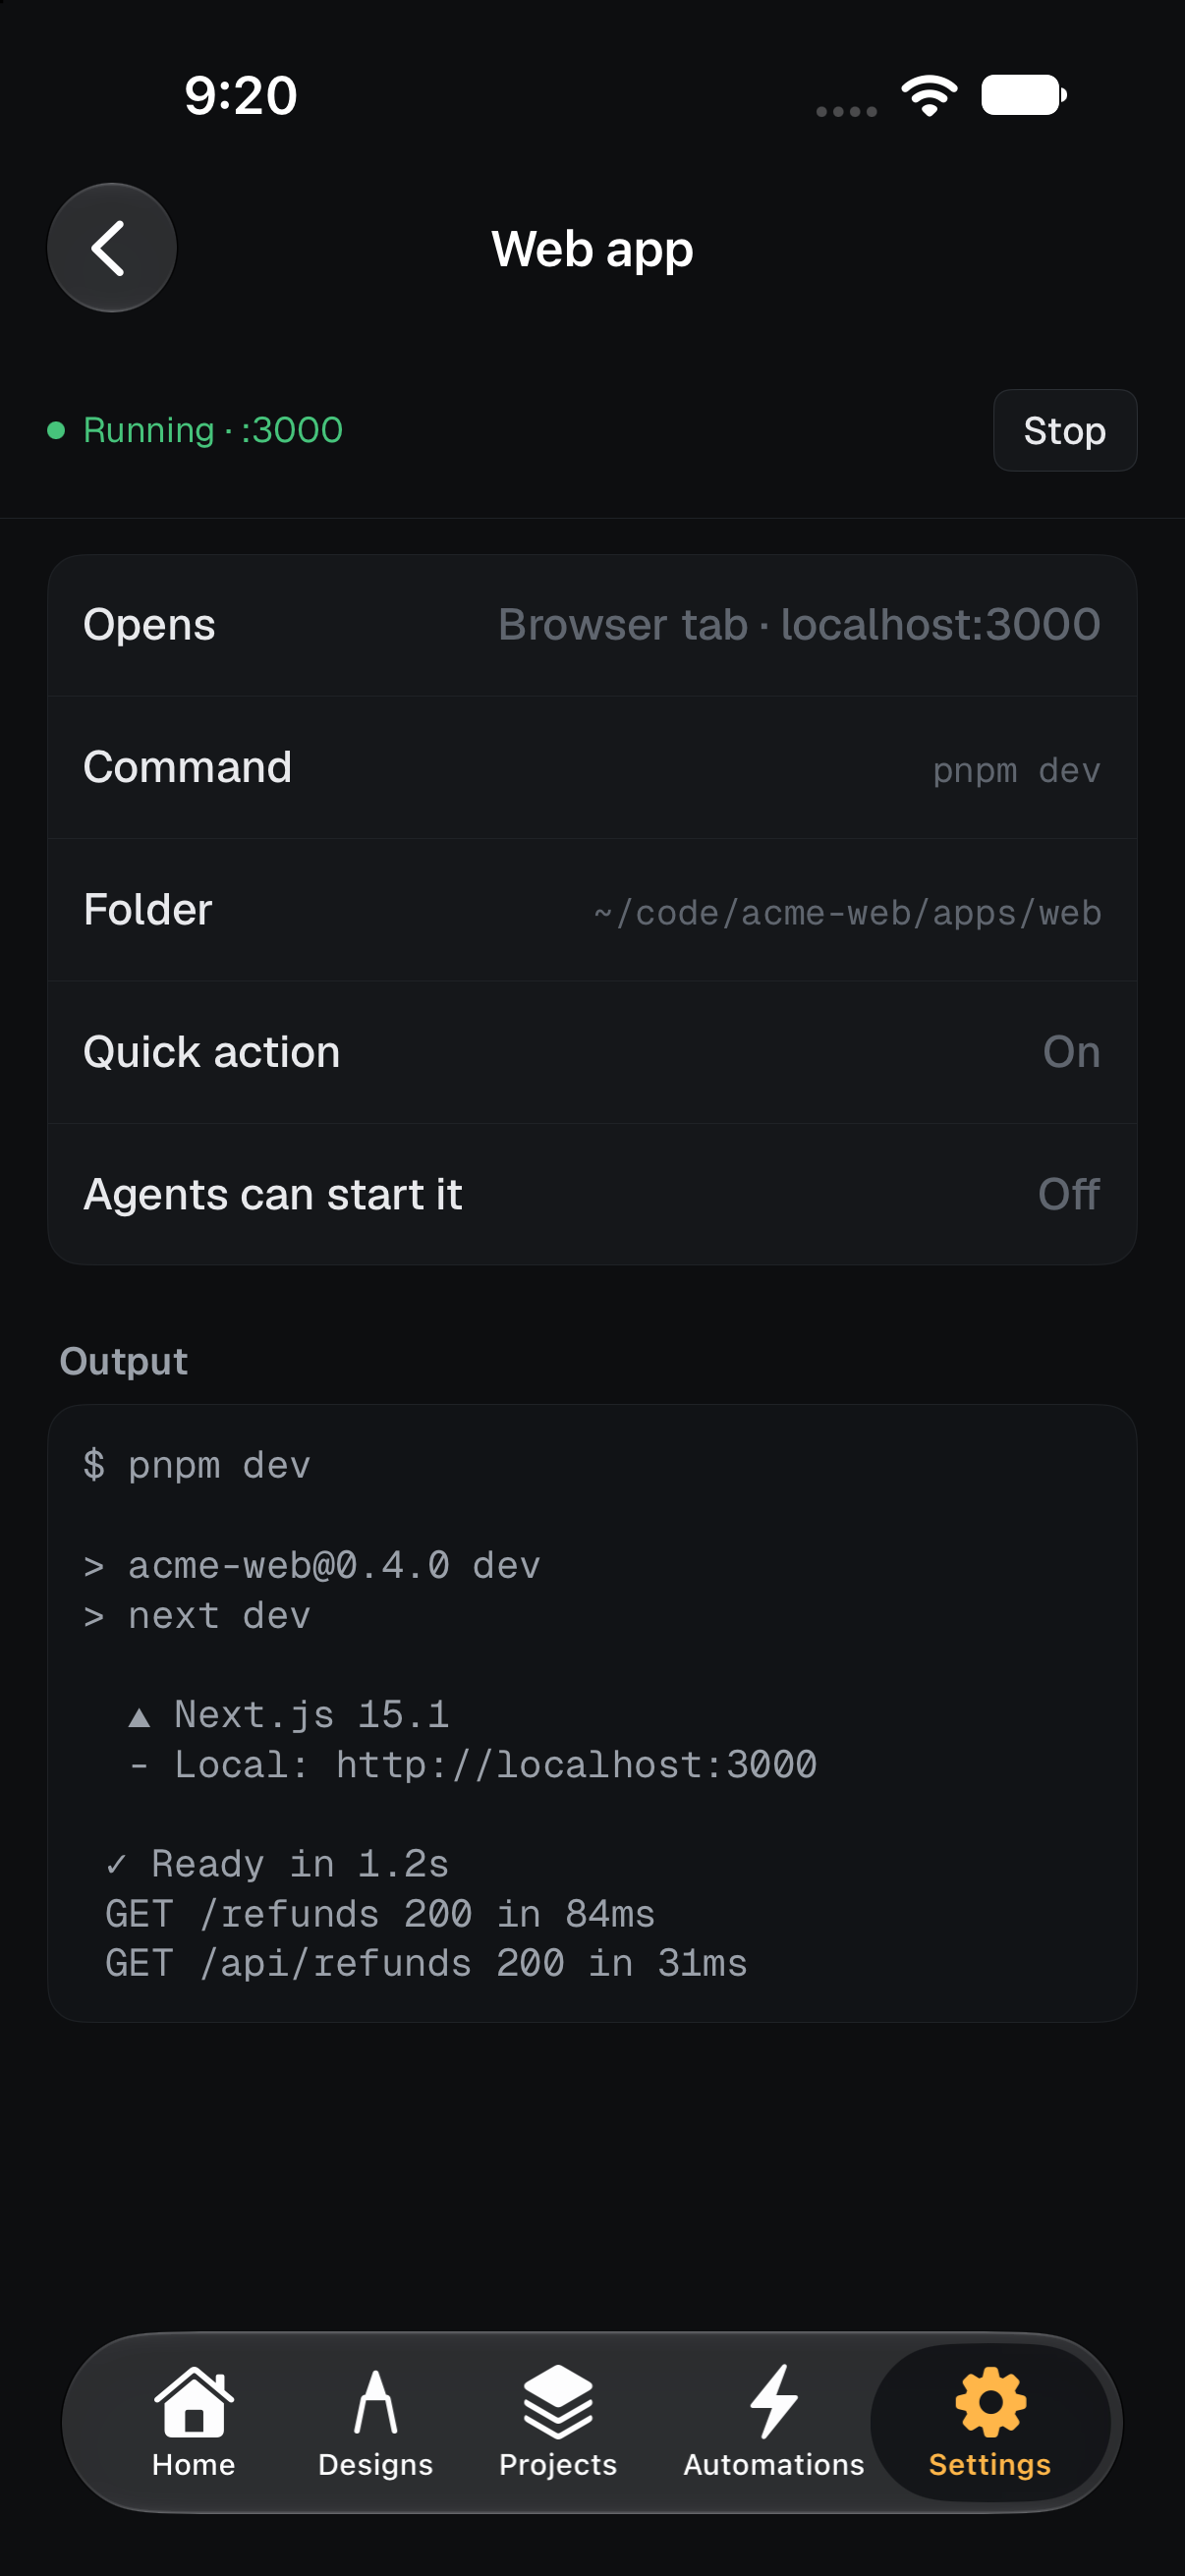 9:20
Web app
Running · :3000
Stop
Opens Browser tab · localhost:3000
Command pnpm dev
Folder ~/code/acme-web/apps/web
Quick action On
Agents can start it Off
Output
$ pnpm dev
> acme-web@0.4.0 dev
> next dev
▲ Next.js 15.1
- Local: http://localhost:3000
✓ Ready in 1.2s
GET /refunds 200 in 84ms
GET /api/refunds 200 in 31ms
Home Designs Projects Automations Settings